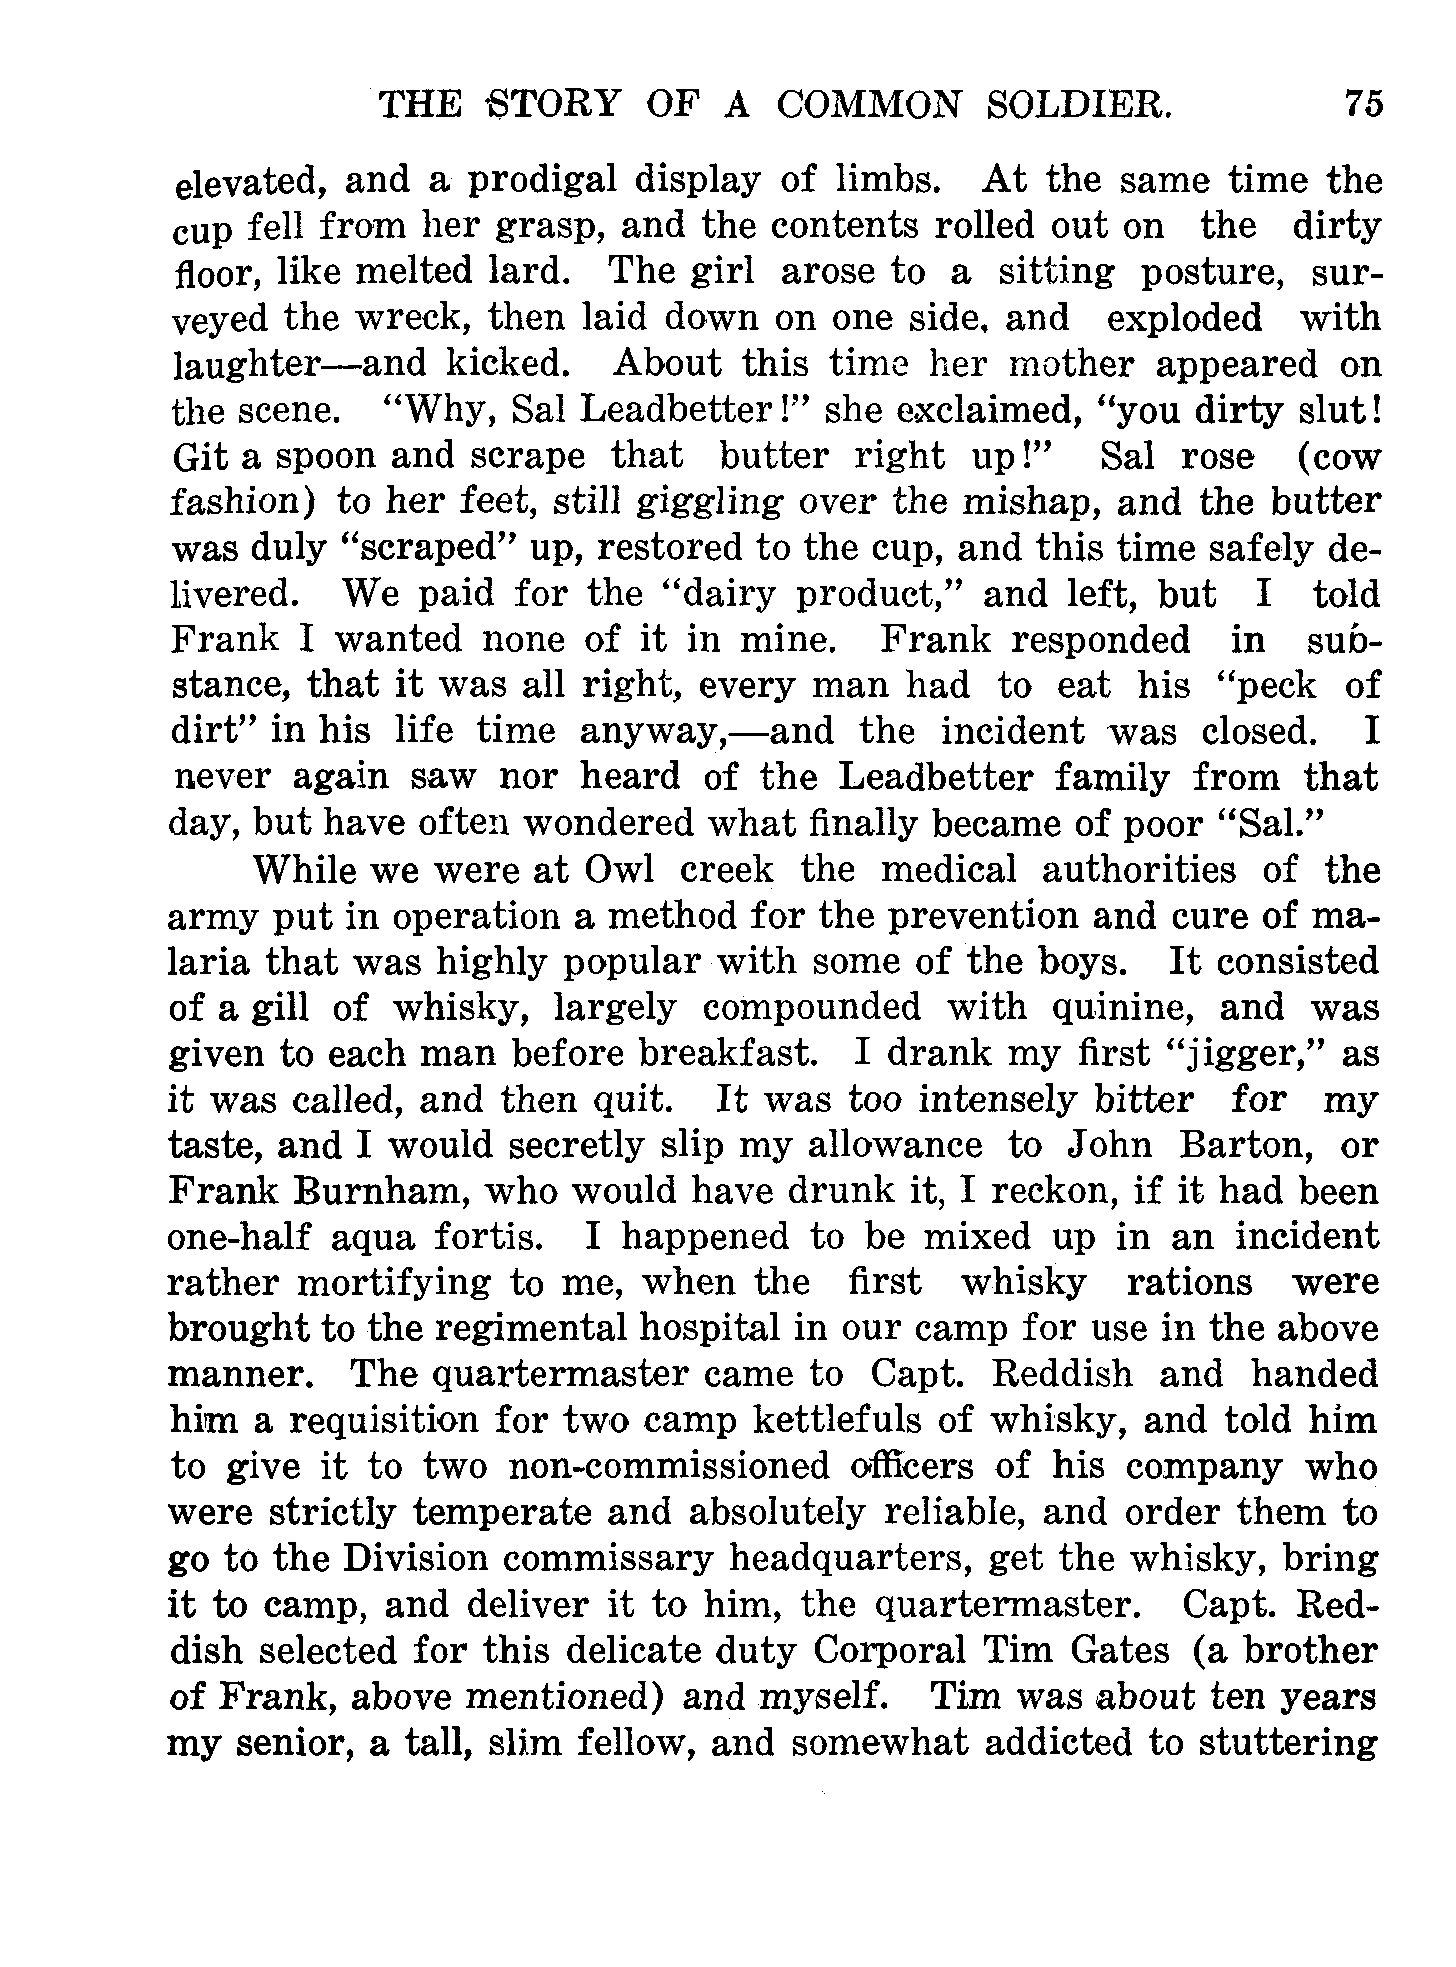 THE STORY OF A COMMON SOLDIER. 75
elevated, and a prodigal display of limbs. At the same time the
cup fell from her grasp, and the contents rolled out on the dirty
floor, like melted lard. The girl arose to a sitting posture, sur-
veyed the wreck, then laid down on one side, and exploded with
laughter—and kicked. About this time her mother appeared on
the scene. "Why, Sal Leadbetter!" she exclaimed, "you dirty slut!
Git a spoon and scrape that butter right up!" Sal rose (cow
fashion) to her feet, still giggling over the mishap, and the butter
was duly "scraped" up, restored to the cup, and this time safely de-
livered. We paid for the "dairy product," and left, but I told
Frank I wanted none of it in mine. Frank responded in sub-
stance, that it was all right, every man had to eat his "peck of
dirt" in his life time anyway,—and the incident was closed. I
never again saw nor heard of the Leadbetter family from that
day, but have often wondered what finally became of poor "Sal."
While we were at Owl creek the medical authorities of the
army put in operation a method for the prevention and cure of ma-
laria that was highly popular with some of the boys. It consisted
of a gill of whisky, largely compounded with quinine, and was
given to each man before breakfast. I drank my first "jigger," as
it was called, and then quit. It was too intensely bitter for my
taste, and I would secretly slip my allowance to John Barton, or
Frank Burnham, who would have drunk it, I reckon, if it had been
one-half aqua fortis. I happened to be mixed up in an incident
rather mortifying to me, when the first whisky rations were
brought to the regimental hospital in our camp for use in the above
manner. The quartermaster came to Capt. Reddish and handed
him a requisition for two camp kettlefuls of whisky, and told him
to give it to two non-commissioned officers of his company who
were strictly temperate and absolutely reliable, and order them to
go to the Division commissary headquarters, get the whisky, bring
it to camp, and deliver it to him, the quartermaster. Capt. Red-
dish selected for this delicate duty Corporal Tim Gates (a brother
of Frank, above mentioned) and myself. Tim was about ten years
my senior, a tall, slim fellow, and somewhat addicted to stuttering